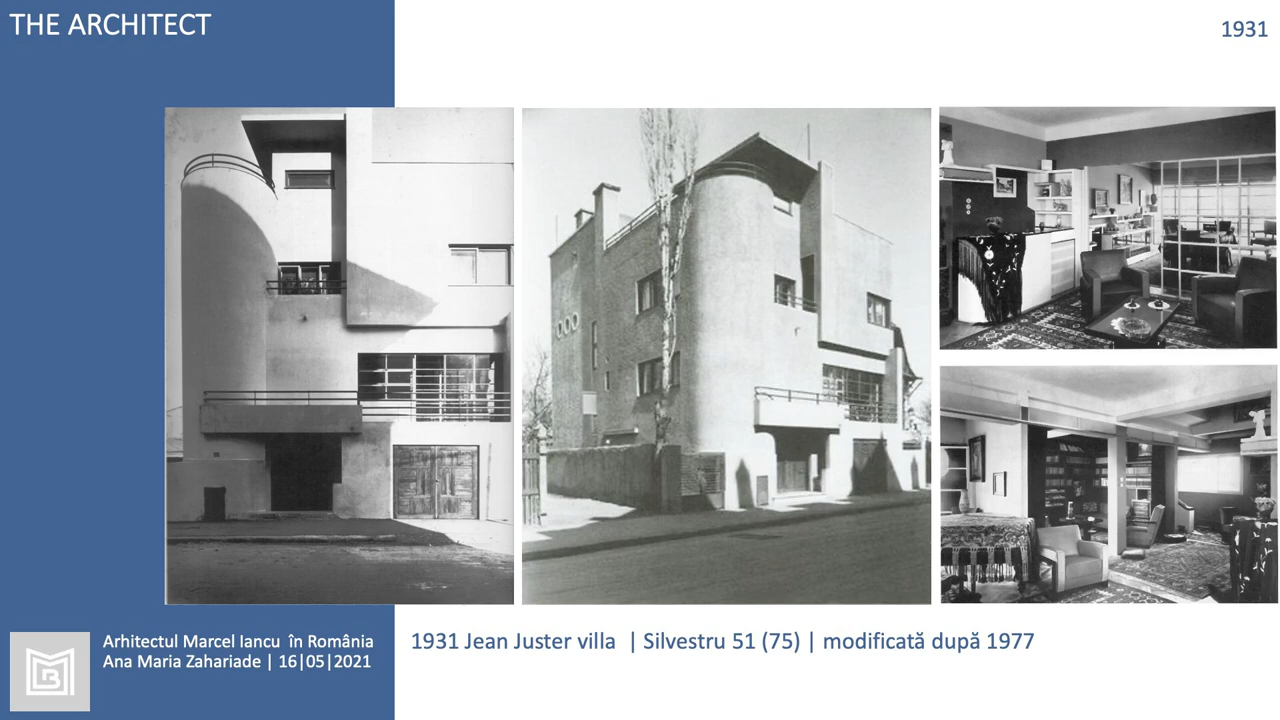 THE ARCHITECT
1931
Arhitectul Marcel Iancu în România
Ana Maria Zahariade | 16|05|2021
1931 Jean Juster villa | Silvestru 51 (75) | modificată după 1977